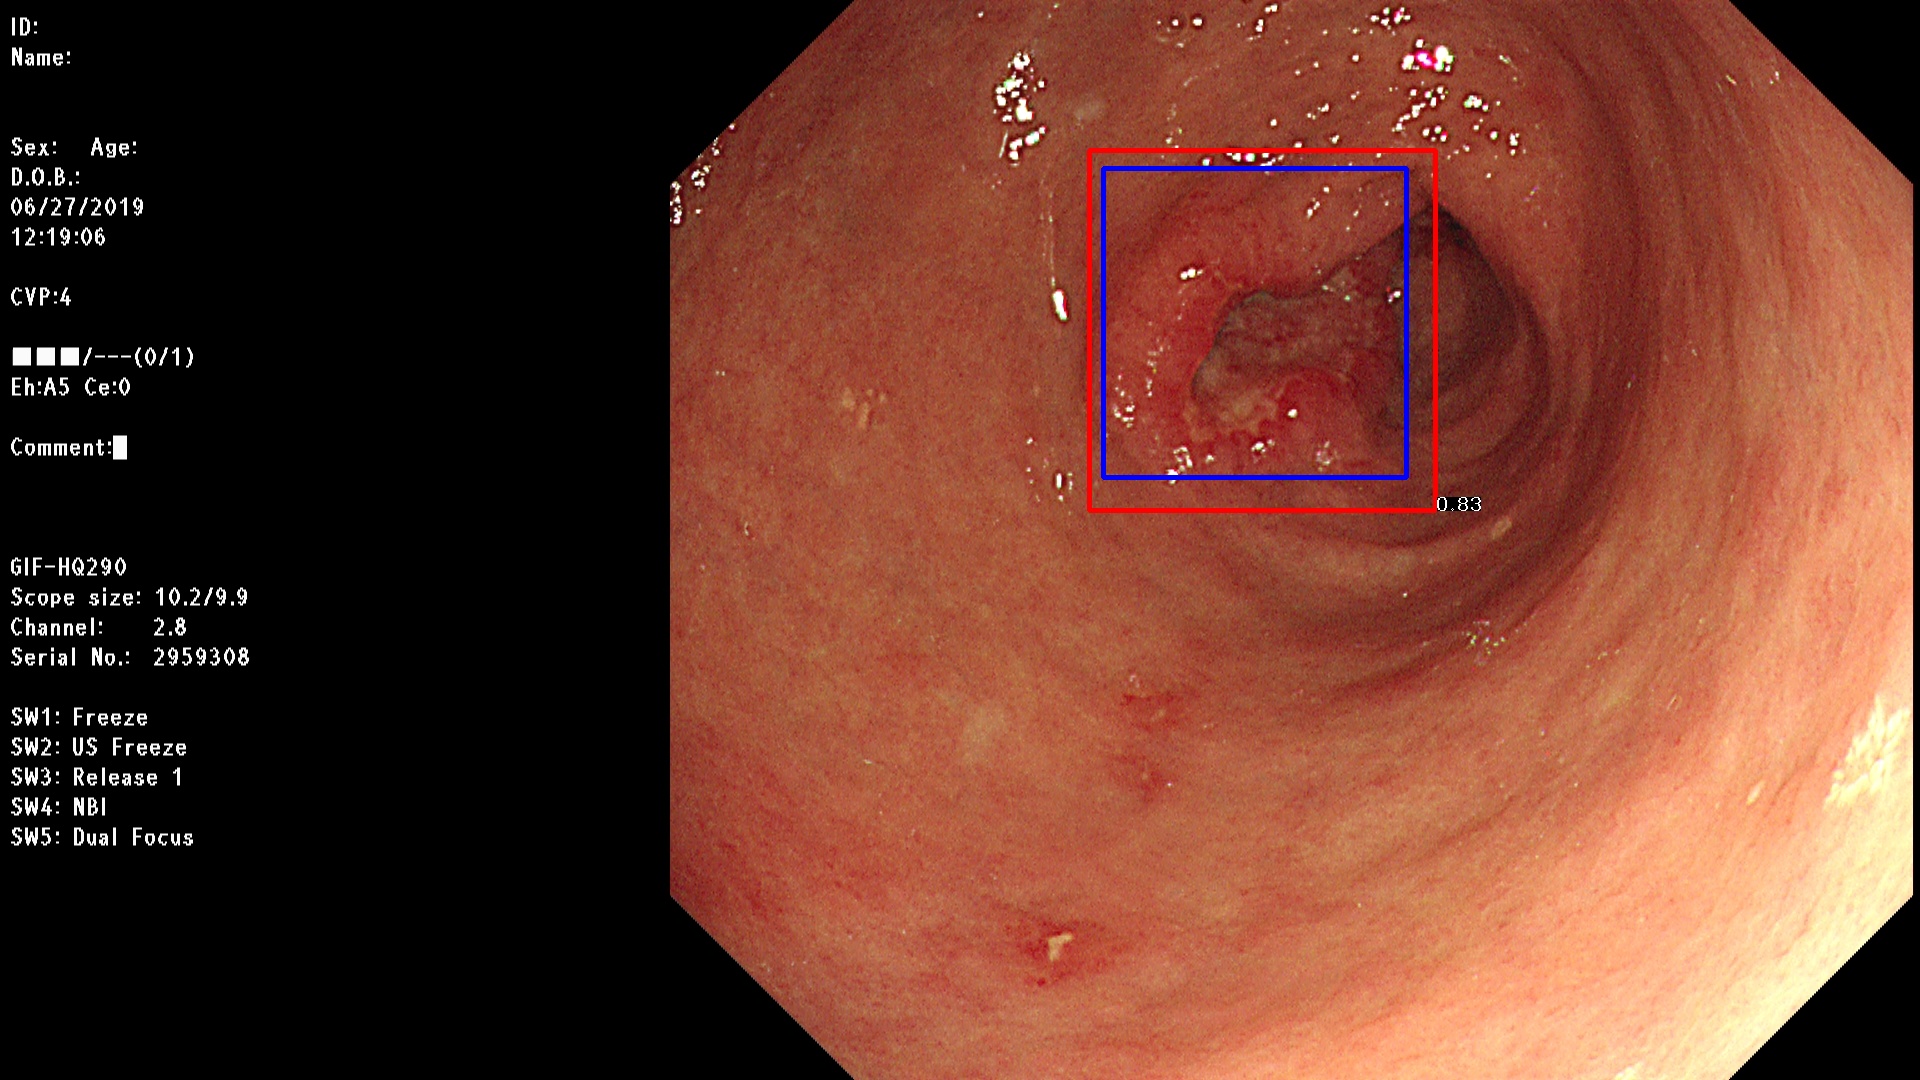 ID:
Name:
Sex: Age:
D.O.B.:
06/27/2019
12:19:06
CVP:4
■■■/---(0/1)
Eh:A5 Ce:0
Comment:
0.83
GIF-HQ290
Scope size: 10.2/9.9
Channel: 2.8
Serial No.: 2959308
SW1: Freeze
SW2: US Freeze
SW3: Release 1
SW4: NBI
SW5: Dual Focus